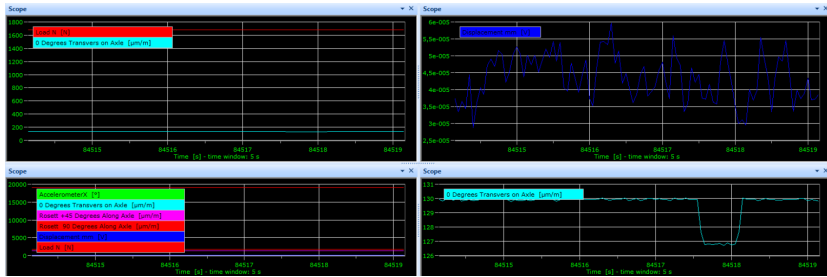 Scope
Scope
1800
1600
1400
1200
1000
800
600
400
200
0
Load N [N]
0 Degrees Transvers on Axle [µm/m]
84515
84516
84517
84518
84519
Time [s] - time window: 5 s
6e-005
5,5e-005
5e-005
4,5e-005
4e-005
3,5e-005
3e-005
2,5e-005
84515
84516
84517
84518
84519
Time [s] - time window: 5 s
Scope
Scope
20000
15000
10000
5000
0
AccelerometerX [°]
0 Degrees Transvers on Axle [µm/m]
Rosett +45 Degrees Along Axle [µm/m]
Rosett 90 Degrees Along Axle [µm/m]
Load N [N]
84515
84516
84517
84518
84519
Time [s] - time window: 5 s
131
130
129
128
127
126
0 Degrees Transvers on Axle [µm/m]
84515
84516
84517
84518
84519
Time [s] - time window: 5 s